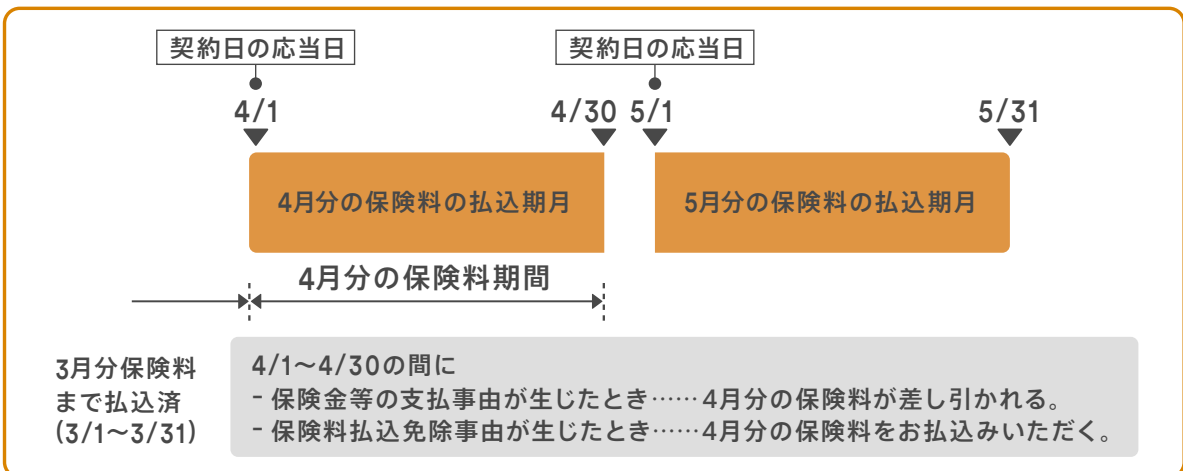 契約日の応当日 契約日の応当日
4/1 4/30 5/1 5/31
4月分の保険料の払込期月 5月分の保険料の払込期月
4月分の保険料期間
3月分保険料
まで払込済
(3/1〜3/31)
4/1〜4/30の間に
- 保険金等の支払事由が生じたとき……4月分の保険料が差し引かれる。
- 保険料払込免除事由が生じたとき……4月分の保険料をお払込みいただく。